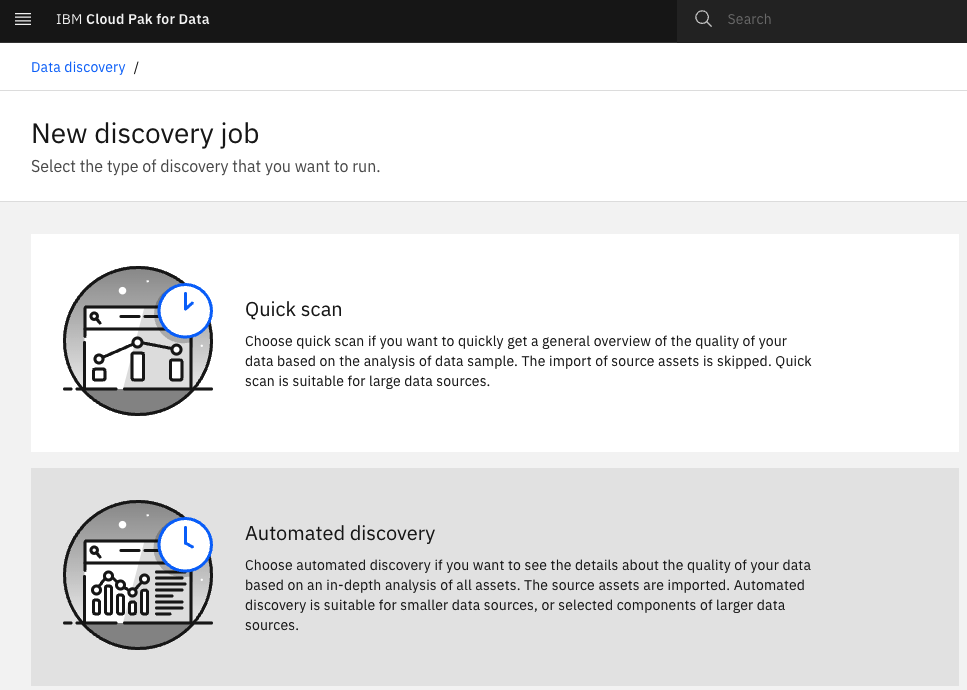 IBM Cloud Pak for Data
Search
Data discovery /
New discovery job
Select the type of discovery that you want to run.
Quick scan
Choose quick scan if you want to quickly get a general overview of the quality of your
data based on the analysis of data sample. The import of source assets is skipped. Quick
scan is suitable for large data sources.
Automated discovery
Choose automated discovery if you want to see the details about the quality of your data
based on an in-depth analysis of all assets. The source assets are imported. Automated
discovery is suitable for smaller data sources, or selected components of larger data
sources.